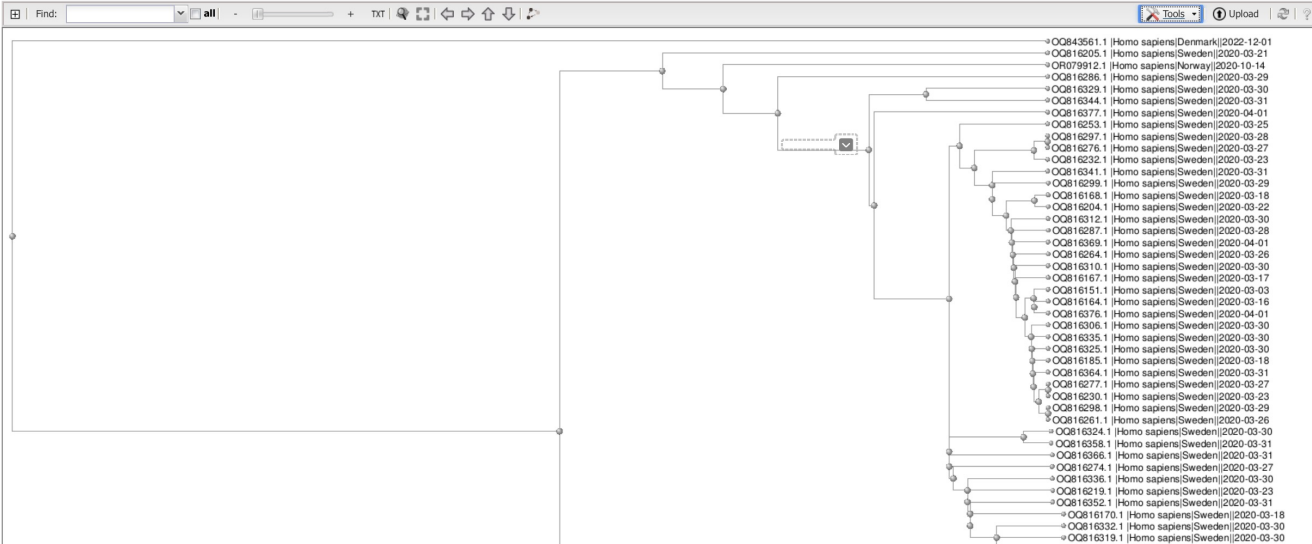 Find: all - + TXT Tools Upload ?
OQ843561.1 |Homo sapiens|Denmark||2022-12-01
OQ816205.1 |Homo sapiens|Sweden||2020-03-21
OR079912.1 |Homo sapiens|Norway||2020-10-14
OQ816286.1 |Homo sapiens|Sweden||2020-03-29
OQ816329.1 |Homo sapiens|Sweden||2020-03-30
OQ816344.1 |Homo sapiens|Sweden||2020-03-31
OQ816377.1 |Homo sapiens|Sweden||2020-04-01
OQ816253.1 |Homo sapiens|Sweden||2020-03-25
OQ816297.1 |Homo sapiens|Sweden||2020-03-28
OQ816276.1 |Homo sapiens|Sweden||2020-03-27
OQ816232.1 |Homo sapiens|Sweden||2020-03-23
OQ816341.1 |Homo sapiens|Sweden||2020-03-31
OQ816299.1 |Homo sapiens|Sweden||2020-03-29
OQ816168.1 |Homo sapiens|Sweden||2020-03-18
OQ816204.1 |Homo sapiens|Sweden||2020-03-22
OQ816312.1 |Homo sapiens|Sweden||2020-03-30
OQ816287.1 |Homo sapiens|Sweden||2020-03-28
OQ816369.1 |Homo sapiens|Sweden||2020-04-01
OQ816264.1 |Homo sapiens|Sweden||2020-03-26
OQ816310.1 |Homo sapiens|Sweden||2020-03-30
OQ816167.1 |Homo sapiens|Sweden||2020-03-17
OQ816151.1 |Homo sapiens|Sweden||2020-03-03
OQ816164.1 |Homo sapiens|Sweden||2020-03-16
OQ816376.1 |Homo sapiens|Sweden||2020-04-01
OQ816306.1 |Homo sapiens|Sweden||2020-03-30
OQ816335.1 |Homo sapiens|Sweden||2020-03-30
OQ816325.1 |Homo sapiens|Sweden||2020-03-30
OQ816185.1 |Homo sapiens|Sweden||2020-03-18
OQ816364.1 |Homo sapiens|Sweden||2020-03-31
OQ816277.1 |Homo sapiens|Sweden||2020-03-27
OQ816230.1 |Homo sapiens|Sweden||2020-03-23
OQ816298.1 |Homo sapiens|Sweden||2020-03-29
OQ816261.1 |Homo sapiens|Sweden||2020-03-26
OQ816324.1 |Homo sapiens|Sweden||2020-03-30
OQ816358.1 |Homo sapiens|Sweden||2020-03-31
OQ816366.1 |Homo sapiens|Sweden||2020-03-31
OQ816274.1 |Homo sapiens|Sweden||2020-03-27
OQ816336.1 |Homo sapiens|Sweden||2020-03-30
OQ816219.1 |Homo sapiens|Sweden||2020-03-23
OQ816352.1 |Homo sapiens|Sweden||2020-03-31
OQ816170.1 |Homo sapiens|Sweden||2020-03-18
OQ816332.1 |Homo sapiens|Sweden||2020-03-30
OQ816319.1 |Homo sapiens|Sweden||2020-03-30